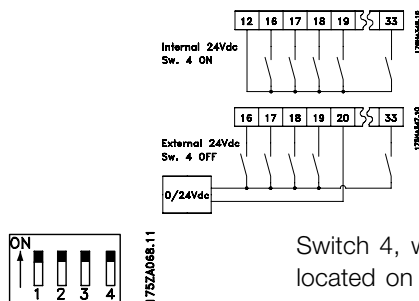 12 16 17 18 19 33
Internal 24Vdc
Sw. 4 ON
16 17 18 19 20 33
External 24Vdc
Sw. 4 OFF
0/24Vdc
ON
1 2 3 4
175ZA068.11
Switch 4, w
located on